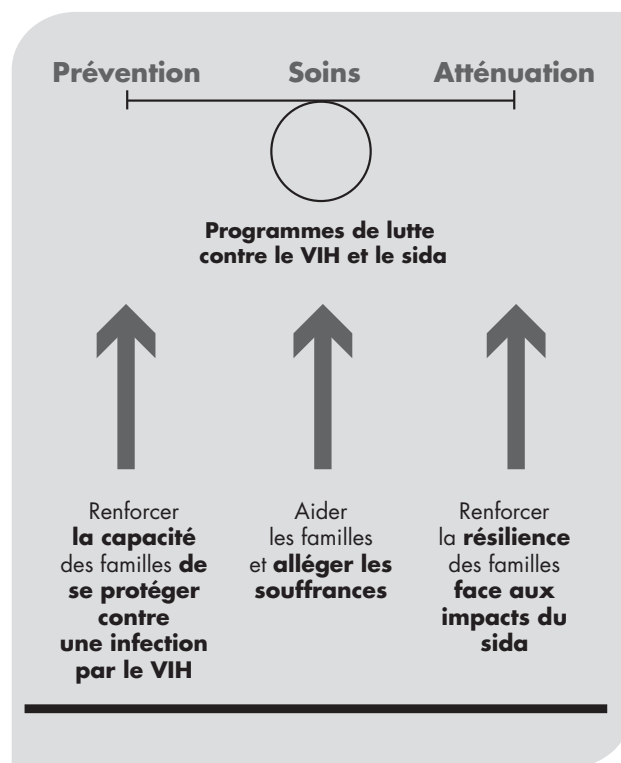 Prévention Soins Atténuation
Programmes de lutte
contre le VIH et le sida
Renforcer
la capacité
des familles de
se protéger
contre
une infection
par le VIH
Aider
les familles
et alléger les
souffrances
Renforcer
la résilience
des familles
face aux
impacts du
sida